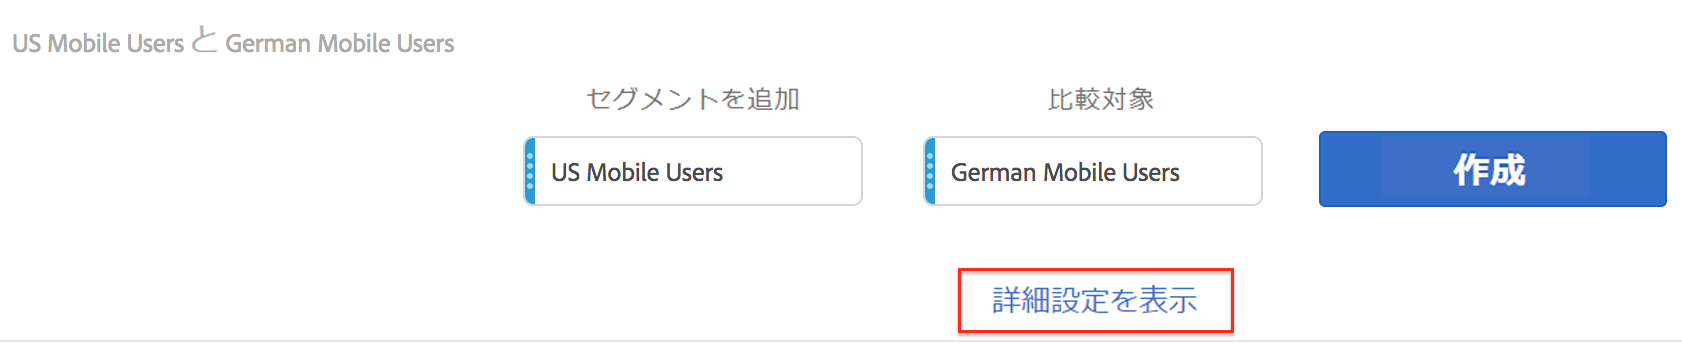 US Mobile Users と German Mobile Users
セグメントを追加
比較対象
US Mobile Users
German Mobile Users
作成
詳細設定を表示